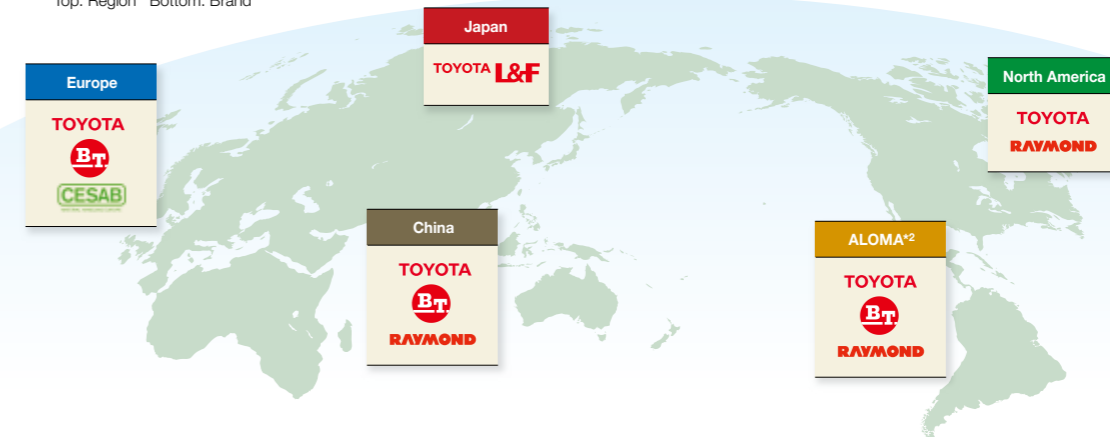 Top: Region Bottom: Brand
Japan
TOYOTA L&F
Europe
TOYOTA
BT
CESAB
North America
TOYOTA
RAYMOND
China
TOYOTA
BT
RAYMOND
ALOMA*2
TOYOTA
BT
RAYMOND